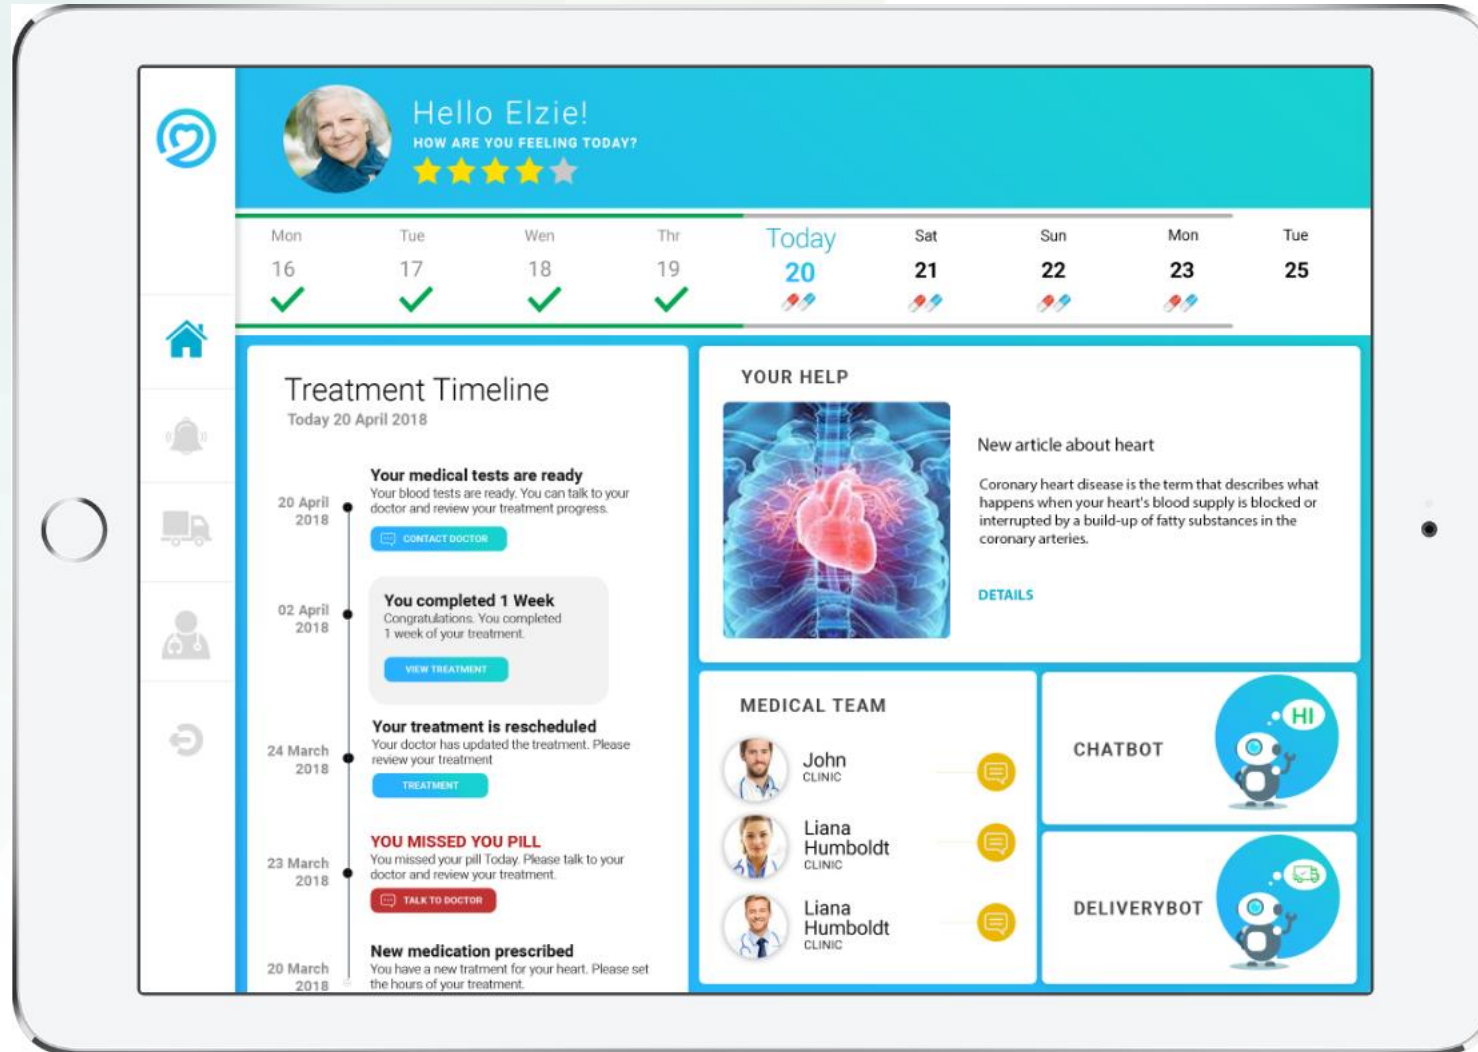 Hello Elzie!
HOW ARE YOU FEELING TODAY?
Mon Tue Wen Thr Today Sat Sun Mon Tue
16 17 18 19 20 21 22 23 25
Treatment Timeline
Today 20 April 2018
20 April
2018
Your medical tests are ready
Your blood tests are ready. You can talk to your
doctor and review your treatment progress.
CONTACT DOCTOR
02 April
2018
You completed 1 Week
Congratulations. You completed
1 week of your treatment.
VIEW TREATMENT
24 March
2018
Your treatment is rescheduled
Your doctor has updated the treatment. Please
review your treatment
TREATMENT
23 March
2018
YOU MISSED YOU PILL
You missed your pill Today. Please talk to your
doctor and review your treatment.
TALK TO DOCTOR
20 March
2018
New medication prescribed
You have a new tratment for your heart. Please set
the hours of your treatment.
YOUR HELP
New article about heart
Coronary heart disease is the term that describes what
happens when your heart's blood supply is blocked or
interrupted by a build-up of fatty substances in the
coronary arteries.
DETAILS
MEDICAL TEAM
John
CLINIC
Liana
Humboldt
CLINIC
Liana
Humboldt
CLINIC
CHATBOT
HI
DELIVERYBOT